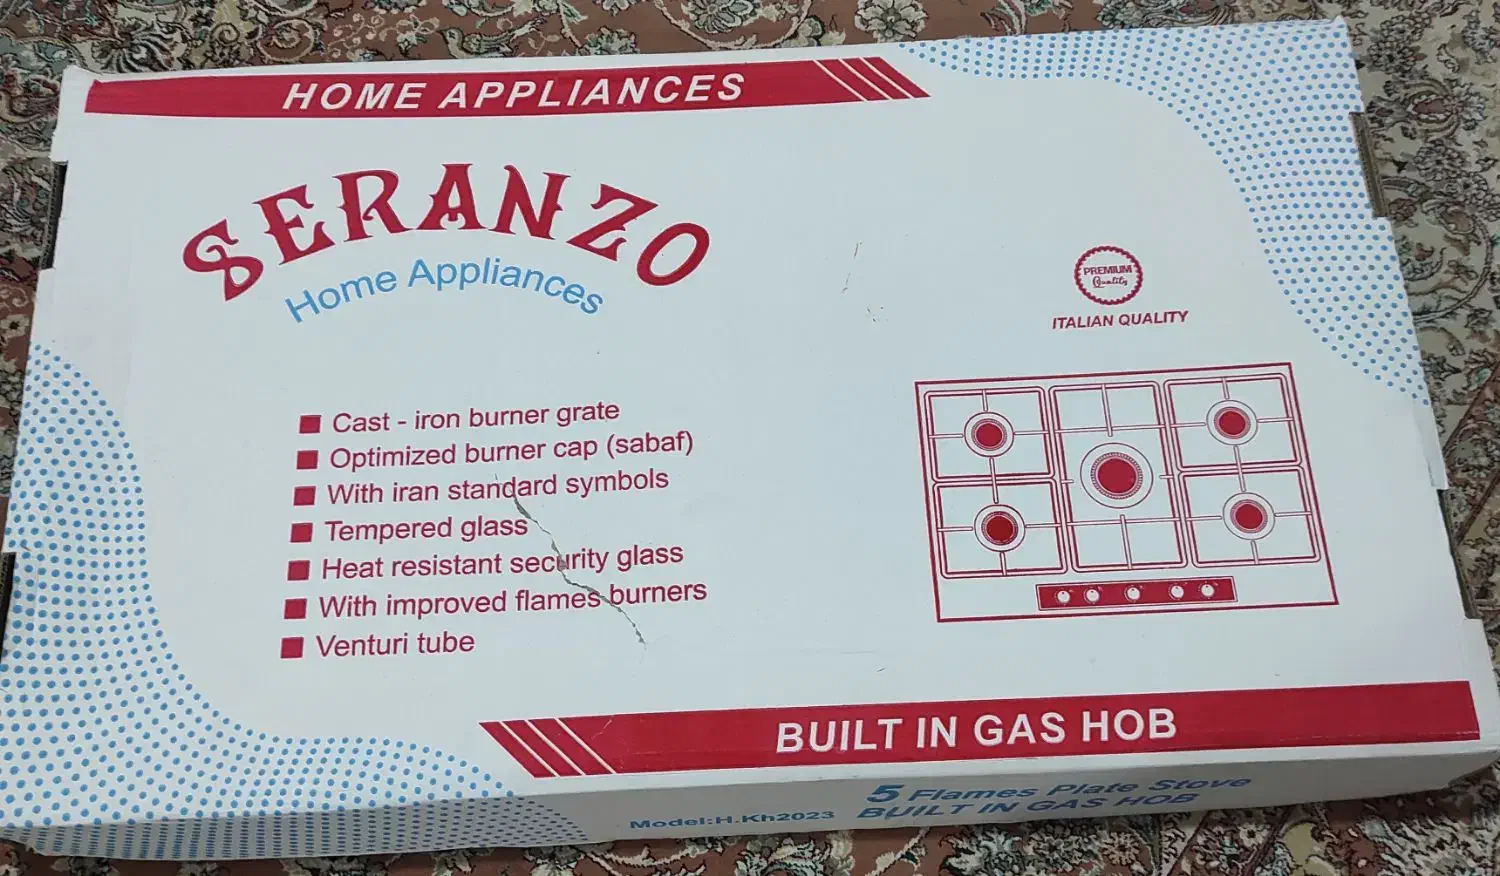 HOME APPLIANCES
SERANZO
Home Appliances
PREMIUM
Quality
ITALIAN QUALITY
Cast - iron burner grate
Optimized burner cap (sabaf)
With iran standard symbols
Tempered glass
Heat resistant security glass
With improved flames burners
Venturi tube
BUILT IN GAS HOB
5 Flames Plate Stove
Model:H.Kh2023 BUILT IN GAS HOB